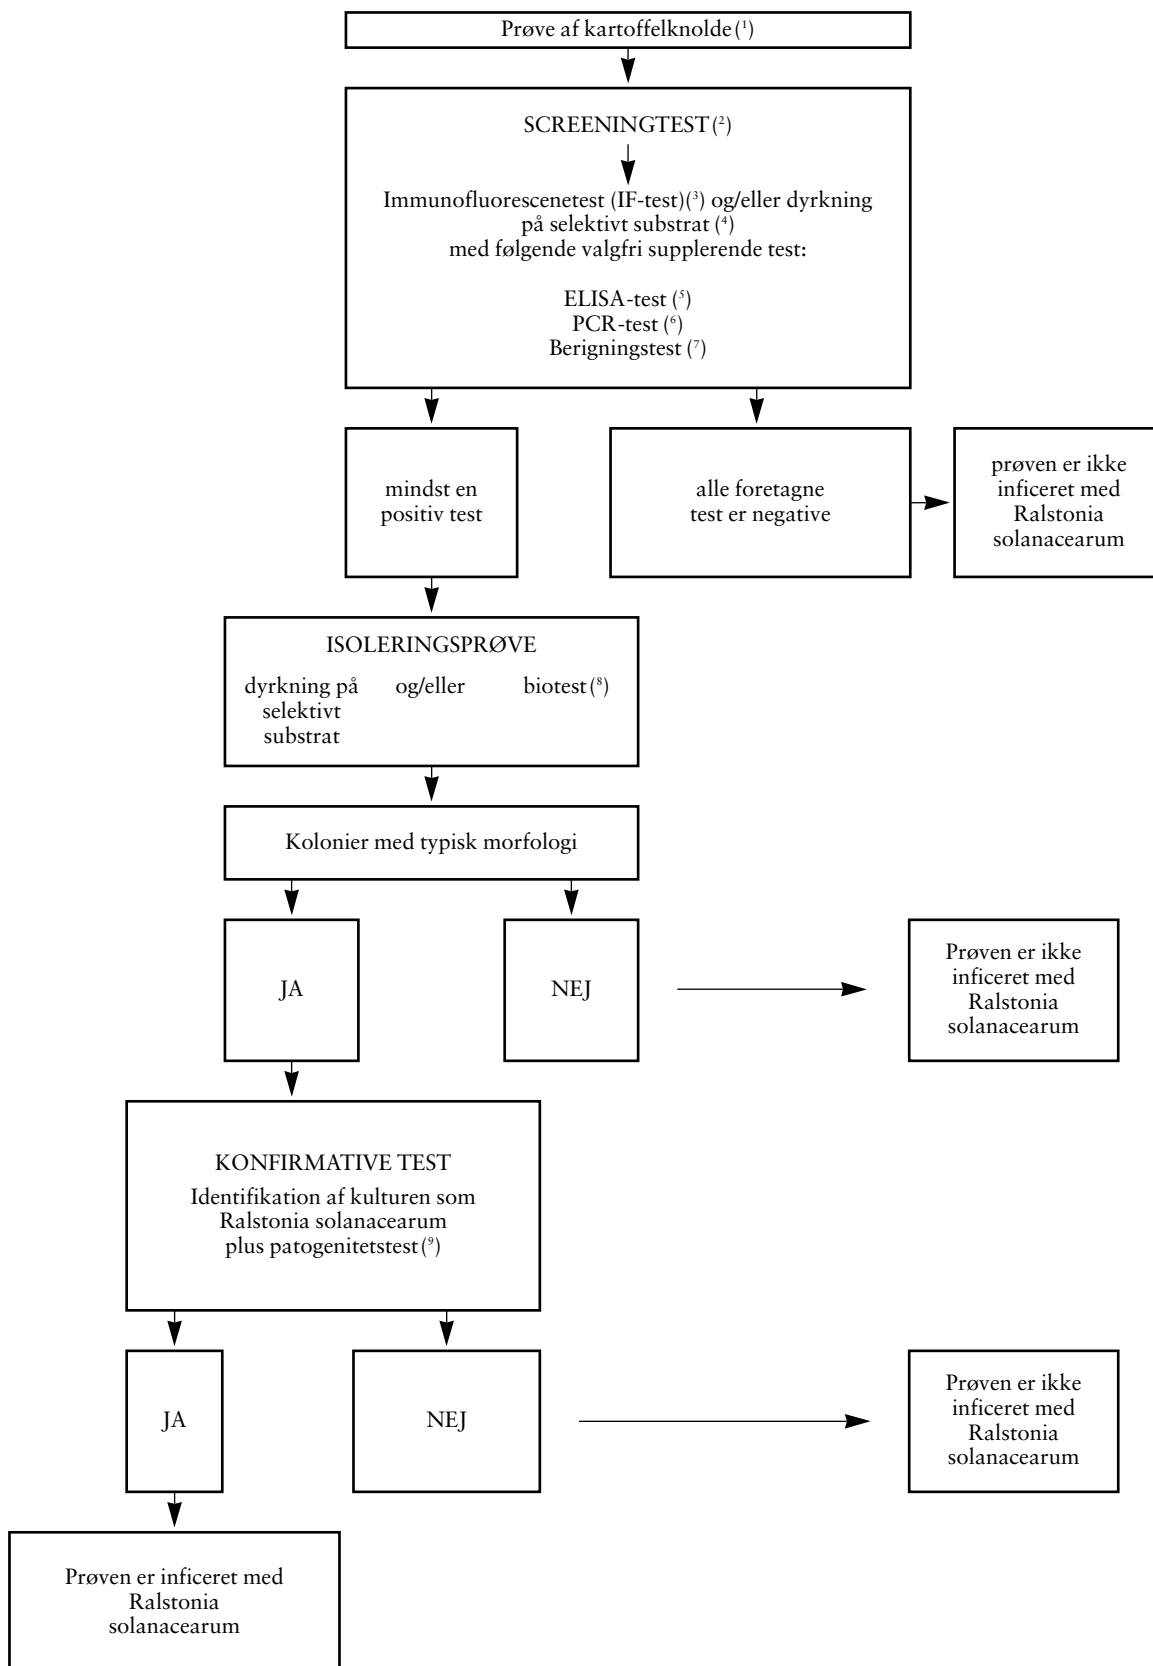 Prøve af kartoffelknolde (¹)
SCREENINGTEST (²)
Immunofluorescenetest (IF-test)(³) og/eller dyrkning
på selektivt substrat (⁴)
med følgende valgfri supplerende test:
ELISA-test (⁵)
PCR-test (⁶)
Berigningstest (⁷)
mindst en
positiv test
alle foretagne
test er negative
prøven er ikke
inficeret med
Ralstonia
solanacearum
ISOLERINGSPRØVE
dyrkning på
selektivt
substrat
og/eller
biotest (⁸)
Kolonier med typisk morfologi
JA
NEJ
Prøven er ikke
inficeret med
Ralstonia
solanacearum
KONFIRMATIVE TEST
Identifikation af kulturen som
Ralstonia solanacearum
plus patogenitetstest (⁹)
JA
NEJ
Prøven er ikke
inficeret med
Ralstonia
solanacearum
Prøven er inficeret med
Ralstonia
solanacearum